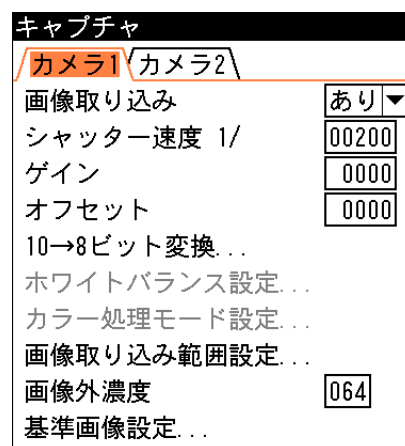 キャプチャ
カメラ1 カメラ2
画像取り込み あり
シャッター速度 1/ 00200
ゲイン 0000
オフセット 0000
10→8ビット変換...
ホワイトバランス設定...
カラー処理モード設定...
画像取り込み範囲設定...
画像外濃度 064
基準画像設定...